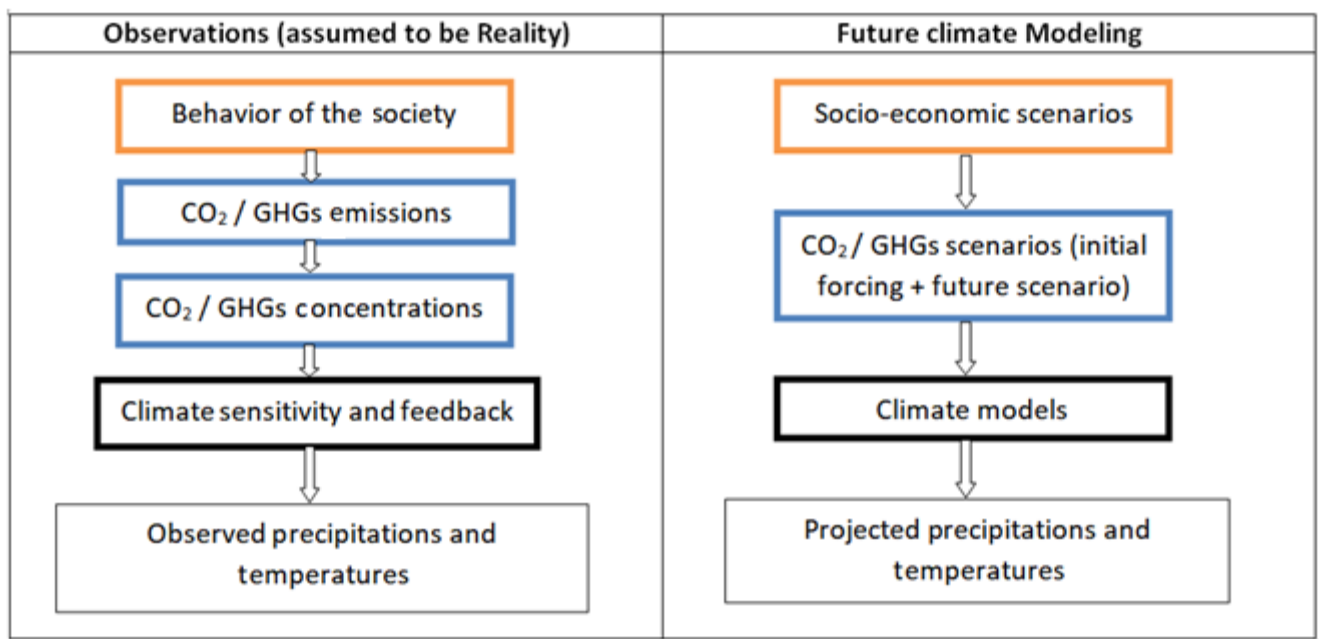 Observations (assumed to be Reality)
Behavior of the society
CO₂ / GHGs emissions
CO₂ / GHGs concentrations
Climate sensitivity and feedback
Observed precipitations and
temperatures
Future climate Modeling
Socio-economic scenarios
CO₂ / GHGs scenarios (initial
forcing + future scenario)
Climate models
Projected precipitations and
temperatures